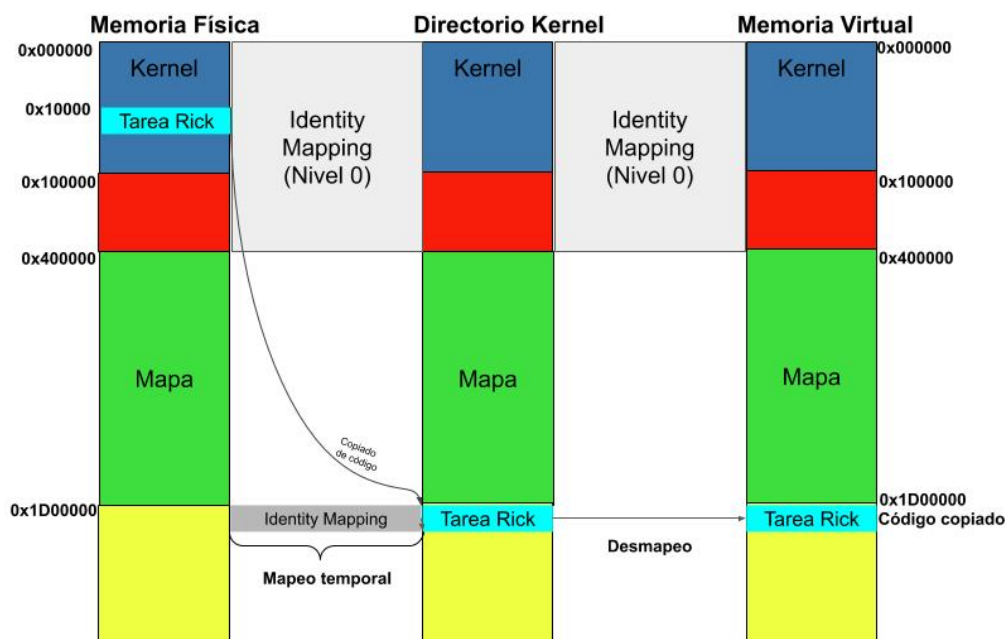 Memoria Física
Directorio Kernel
Memoria Virtual
0x000000
Kernel
Identity
Mapping
(Nivel 0)
Kernel
Identity
Mapping
(Nivel 0)
Kernel
0x000000
0x10000
Tarea Rick
0x100000
0x100000
0x400000
0x400000
Mapa
Mapa
Mapa
Copiado
de código
0x1D00000
Identity Mapping
Tarea Rick
Tarea Rick
0x1D00000
Código copiado
Desmapeo
Mapeo temporal